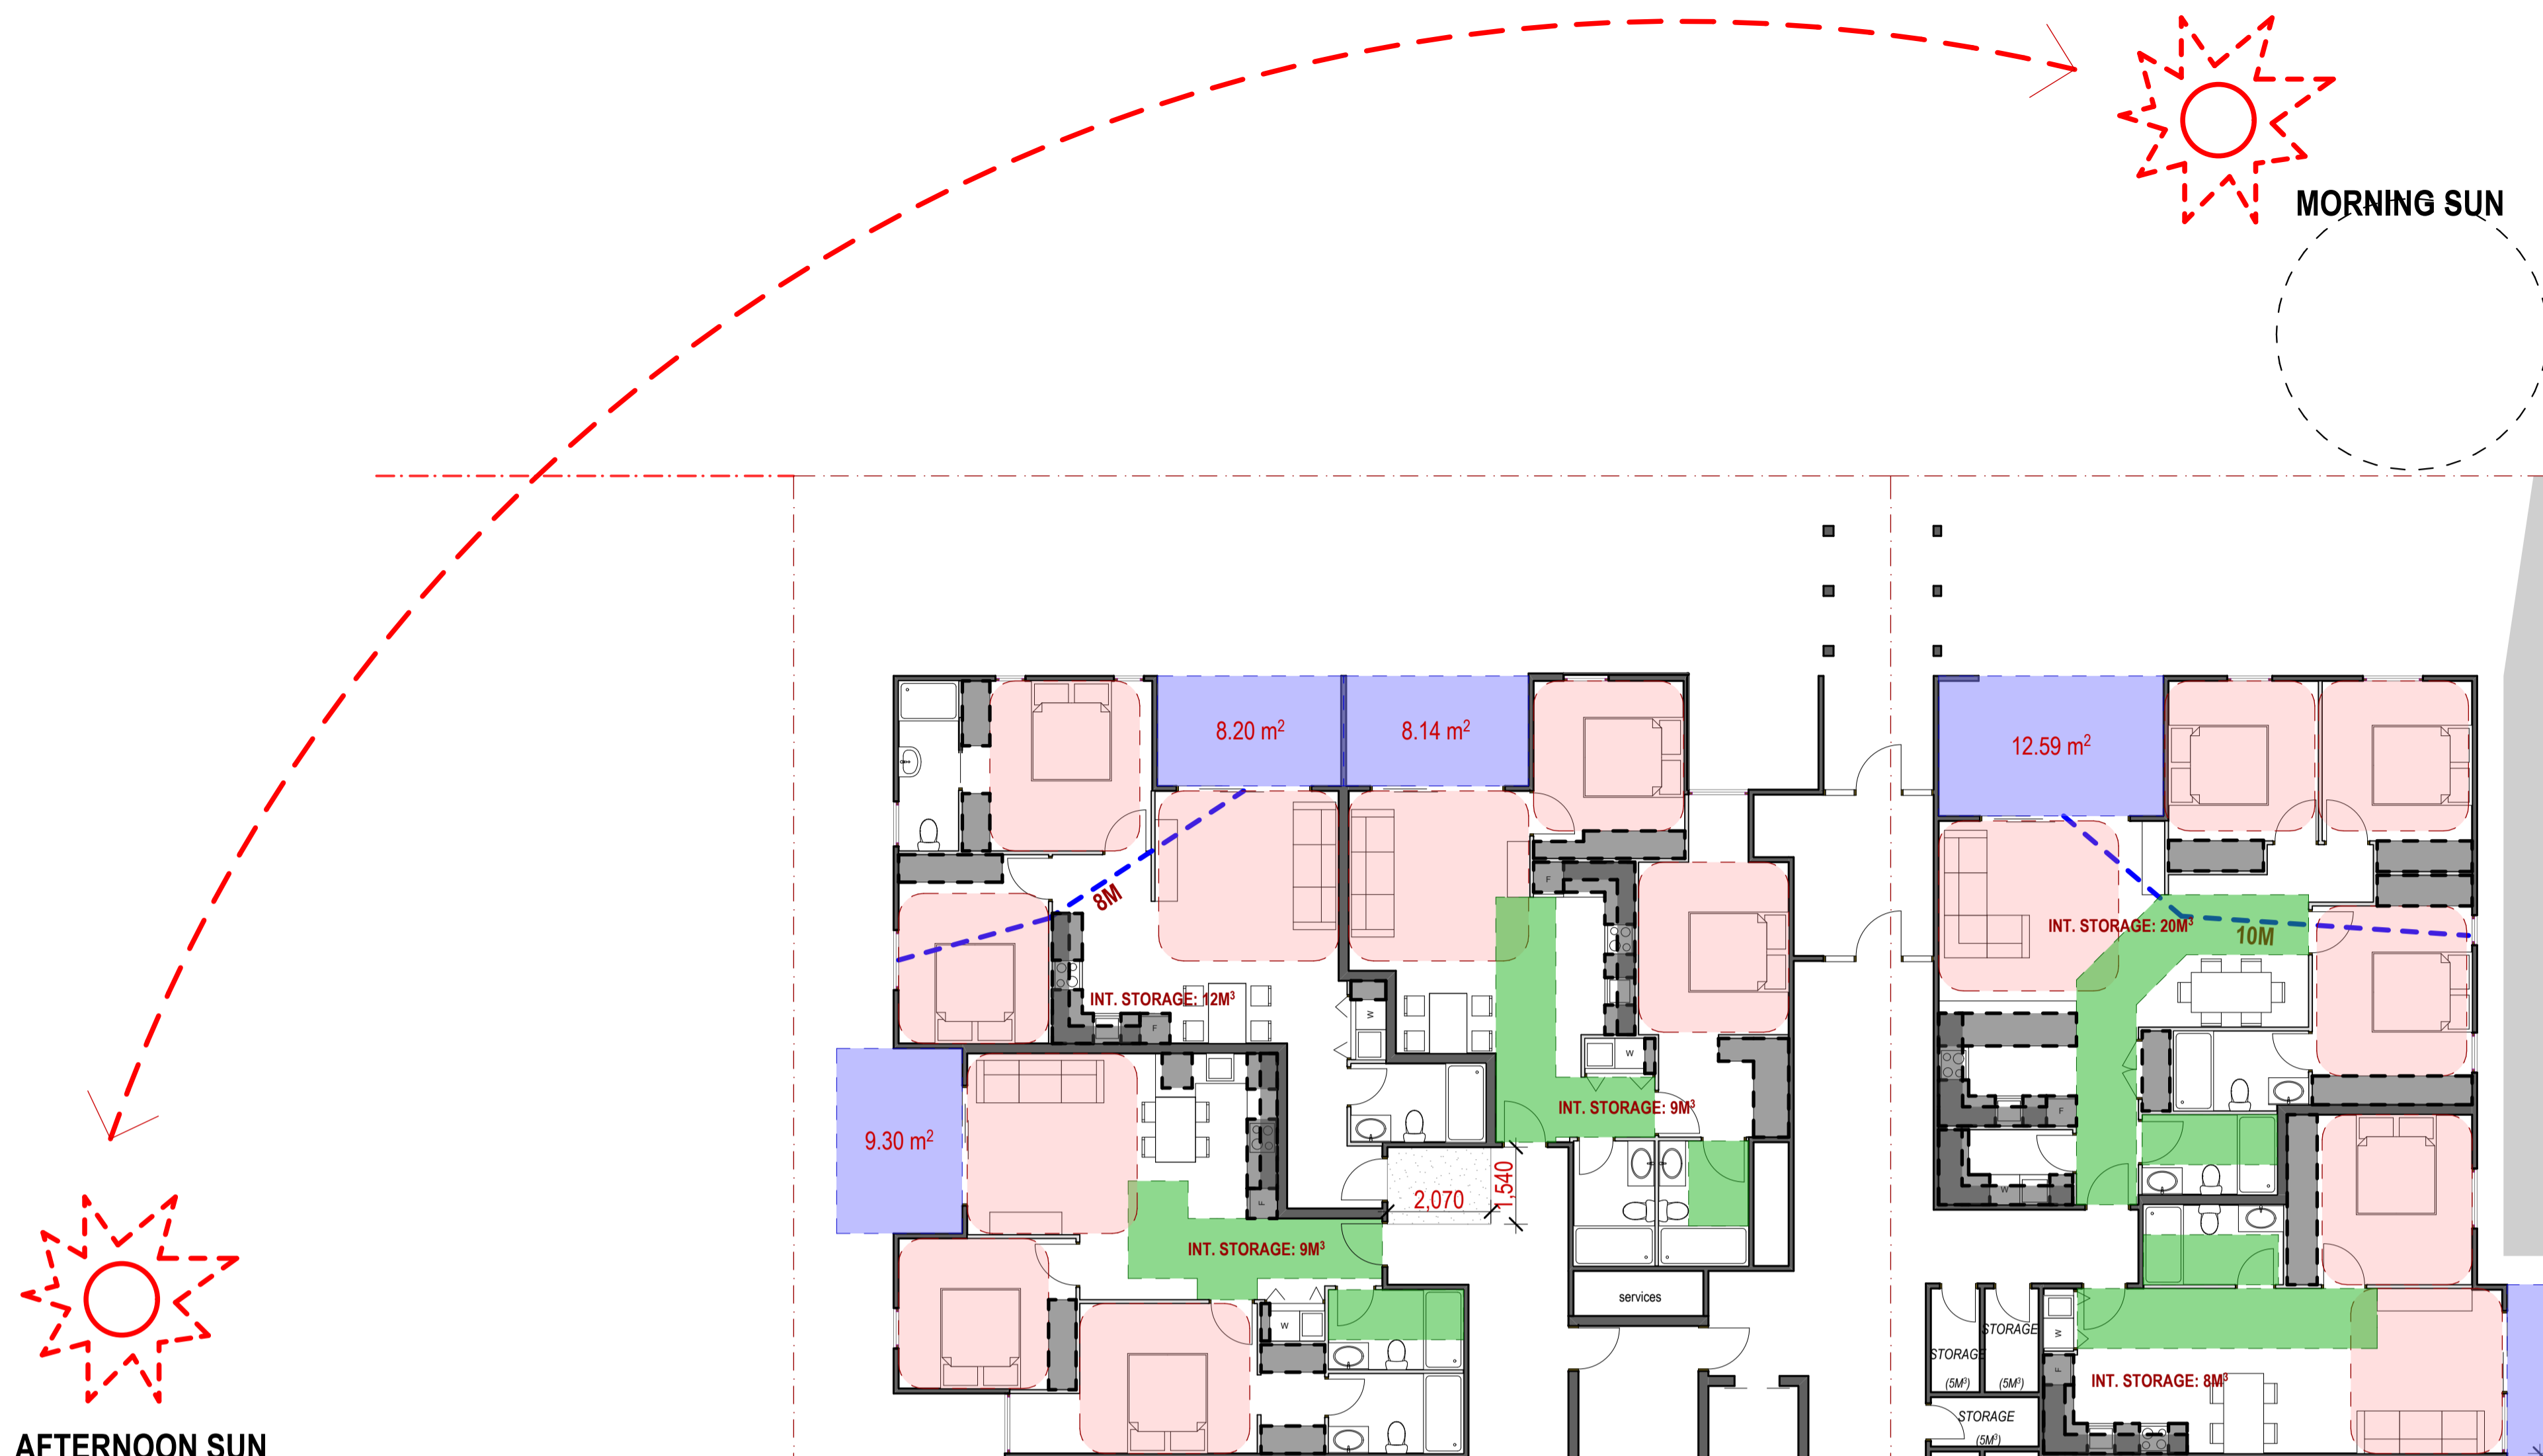 MORNING SUN
8.20 m²
8.14 m²
12.59 m²
F
8M
INT. STORAGE: 20M³
10M
INT. STORAGE: 12M³
W
F
W
INT. STORAGE: 9M³
F
9.30 m²
2,070
1,540
F
W
INT. STORAGE: 9M³
services
W
STORAGE
W
STORAGE
(5M³)
(5M³)
F
INT. STORAGE: 8M³
STORAGE
(5M³)
AFTERNOON SUN